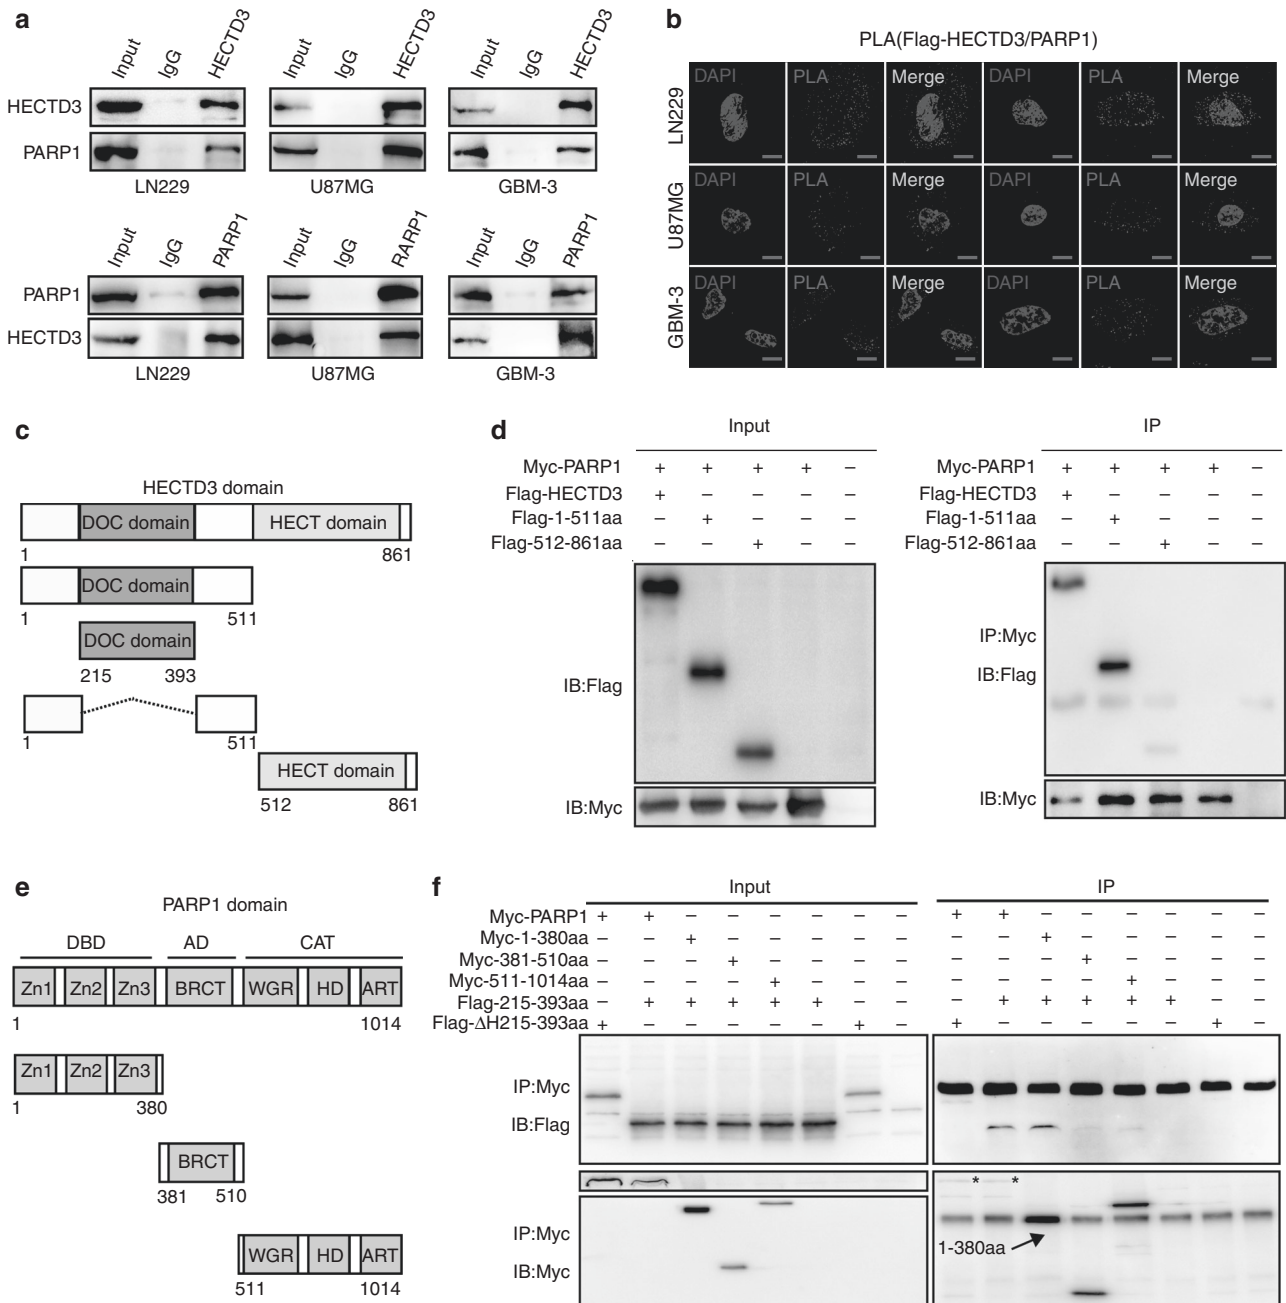 a
Input IgG HECTD3 Input IgG HECTD3 Input IgG HECTD3
HECTD3
PARP1
LN229 U87MG GBM-3
Input IgG PARP1 Input IgG RARP1 Input IgG PARP1
PARP1
HECTD3
LN229 U87MG GBM-3
b
PLA(Flag-HECTD3/PARP1)
DAPI PLA Merge DAPI PLA Merge
LN229
DAPI PLA Merge DAPI PLA Merge
U87MG
DAPI PLA Merge DAPI PLA Merge
GBM-3
c
HECTD3 domain
DOC domain HECT domain
1 861
DOC domain
1 511
DOC domain
215 393
1 511
HECT domain
512 861
d
Input
Myc-PARP1 + + + + –
Flag-HECTD3 + – – – –
Flag-1-511aa – + – – –
Flag-512-861aa – – + – –
IB:Flag
IB:Myc
IP
Myc-PARP1 + + + + –
Flag-HECTD3 + – – – –
Flag-1-511aa – + – – –
Flag-512-861aa – – + – –
IP:Myc
IB:Flag
IB:Myc
e
PARP1 domain
DBD AD CAT
Zn1 Zn2 Zn3 BRCT WGR HD ART
1 1014
Zn1 Zn2 Zn3
1 380
BRCT
381 510
WGR HD ART
511 1014
f
Input IP
Myc-PARP1 + + – – – – – – + + – – – – – –
Myc-1-380aa – – + – – – – – – – + – – – – –
Myc-381-510aa – – – + – – – – – – – + – – – –
Myc-511-1014aa – – – – + – – – – – – – + – – –
Flag-215-393aa – + + + + + – – – + + + + + – –
Flag-ΔH215-393aa + – – – – – + – + – – – – – + –
IP:Myc
IB:Flag
* *
IP:Myc
1-380aa
IB:Myc